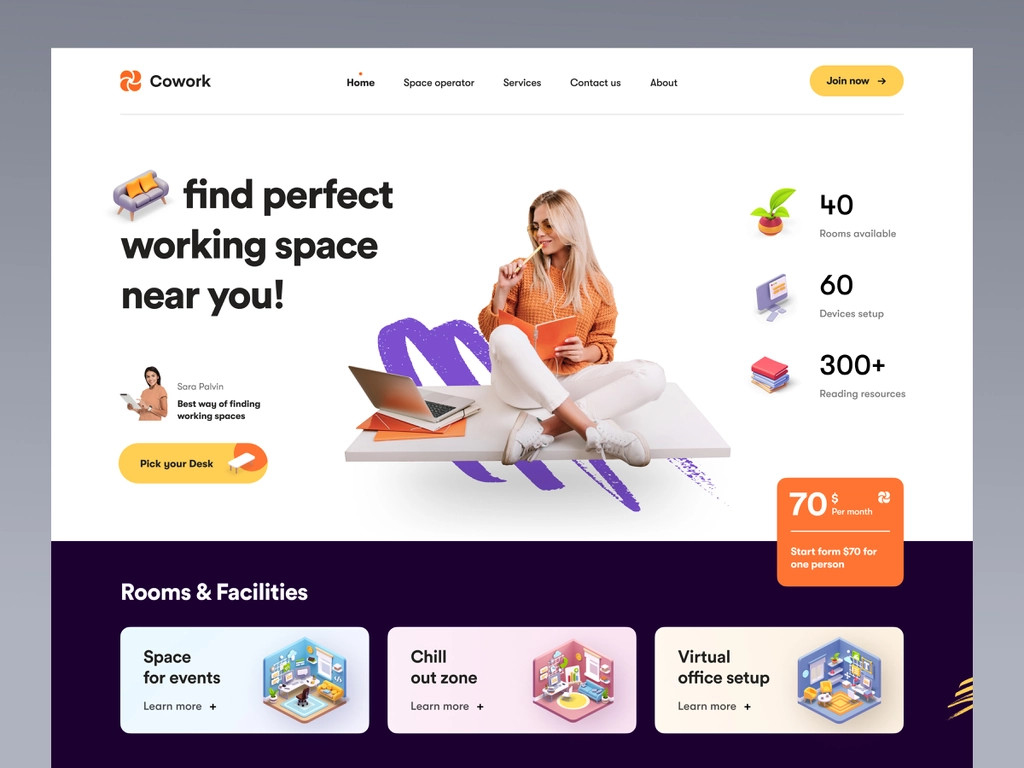 Cowork
Home
Space operator
Services
Contact us
About
Join now
find perfect
working space
near you!
40
Rooms available
60
Devices setup
300+
Reading resources
Sara Palvin
Best way of finding
working spaces
Pick your Desk
70 $
Per month
Start form $70 for
one person
Rooms & Facilities
Space
for events
Learn more +
Chill
out zone
Learn more +
Virtual
office setup
Learn more +